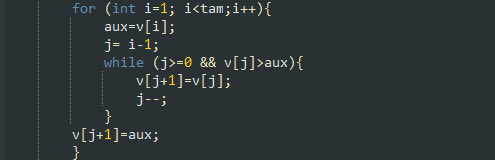 for (int i=1; i<tam;i++){
aux=v[i];
j= i-1;
while (j>=0 && v[j]>aux){
v[j+1]=v[j];
j--;
}
v[j+1]=aux;
}